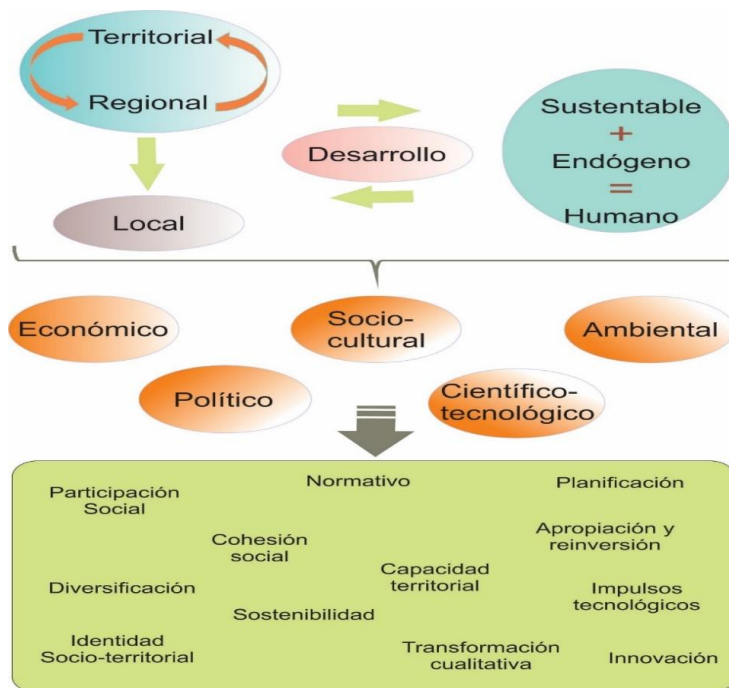 Territorial
Regional
Local
Desarrollo
Sustentable
+
Endógeno
=
Humano
Económico
Socio-
cultural
Ambiental
Político
Científico-
tecnológico
Participación
Social
Normativo
Planificación
Cohesión
social
Apropiación y
reinversión
Diversificación
Capacidad
territorial
Impulsos
tecnológicos
Sostenibilidad
Identidad
Socio-territorial
Transformación
cualitativa
Innovación